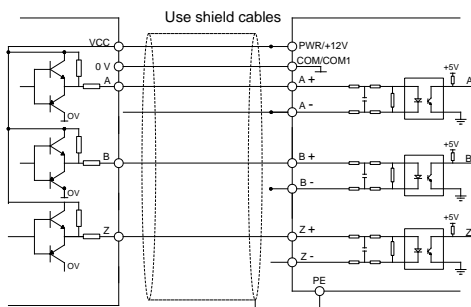 Use shield cables
VCC PWR/+12V
0 V COM/COM1
+5V
A A + A
A -
0V
+5V
B B + B
B -
0V
+5V
Z Z + Z
Z -
0V
PE